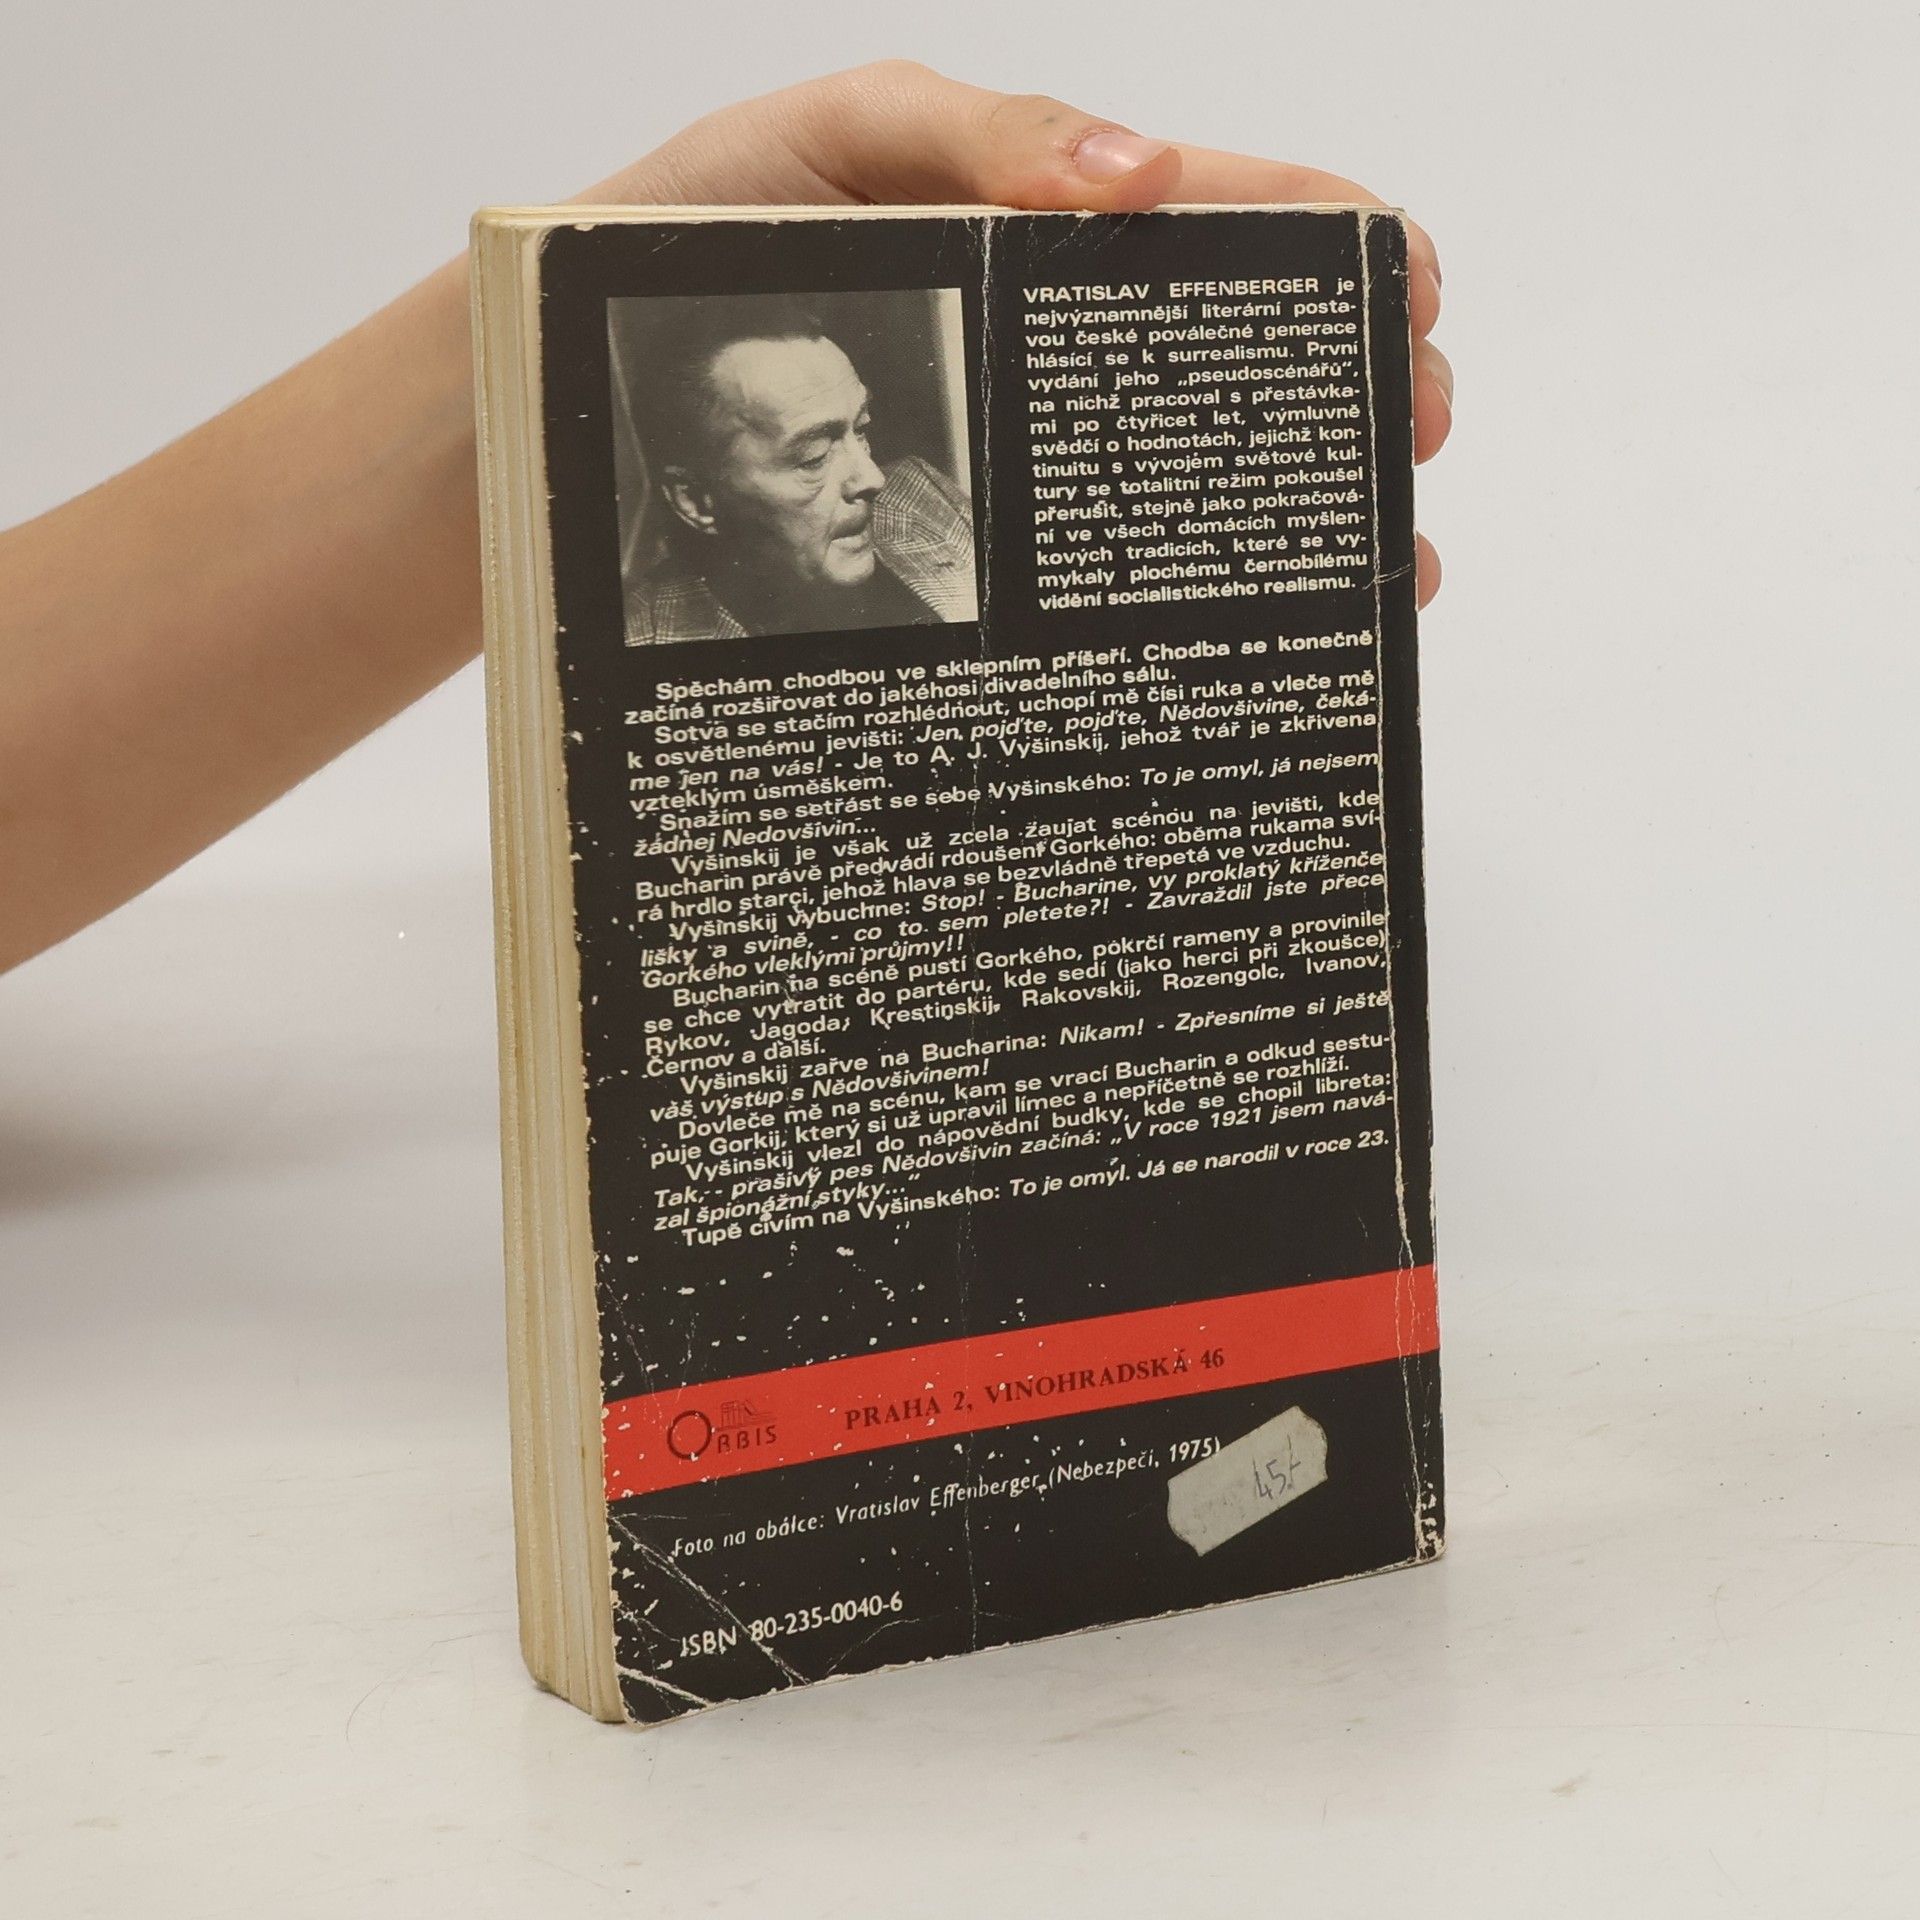 VRATISLAV EFFENBERGER je
nejvýznamnější literární posta-
vou české poválečné generace
hlásící se k surrealismu. První
vydání jeho „pseudoscénářů",
na nichž pracoval s přestávka-
mi po čtyřicet let, výmluvně
svědčí o hodnotách, jejichž kon-
tinuitu s vývojem světové kul-
tury se totalitní režim pokoušel
přerušit, stejně jako pokračová-
ní ve všech domácích myšlen-
kových tradicích, které se vy-
mykaly plochému černobílému
vidění socialistického realismu.
Spěchám chodbou ve sklepním příšeří. Chodba se konečně
začíná rozšiřovat do jakéhosi divadelního sálu.
Sotva se stačím rozhlédnout, uchopí mě čísi ruka a vleče mě
k osvětlenému jevišti: Jen pojďte, pojďte, Nědovšivine, čeká-
me jen na vás! - Je to A. J. Vyšinskij, jehož tvář je zkřivena
vzteklým úsměškem.
Snažím se setřást se sebe Vyšinského: To je omyl, já nejsem
žádnej Nedovšivin...
Vyšinskij je však už zcela zaujat scénou na jevišti, kde
Bucharin právě předvádí rdoušení Gorkého: oběma rukama sví-
rá hrdlo starci, jehož hlava se bezvládně třepetá ve vzduchu.
Vyšinskij vybuchne: Stop! - Bucharine, vy proklatý kříženče
lišky a svině, - co to sem pletete?! - Zavraždil jste přece
Gorkého vleklými průjmy!!
Bucharin na scéně pustí Gorkého, pokrčí rameny a provinile
se chce vytratit do partéru, kde sedí (jako herci při zkoušce)
Rykov, Jagoda, Krestinskij, Rakovskij, Rozengolc, Ivanov,
Černov a další.
Vyšinskij zařve na Bucharina: Nikam! - Zpřesníme si ještě
váš výstup s Nědovšivinem!
Dovleče mě na scénu, kam se vrací Bucharin a odkud sestu-
puje Gorkij, který si už upravil límec a nepříčetně se rozhlíží.
Vyšinskij vlezl do nápovědní budky, kde se chopil libreta:
Tak, - prašivý pes Nědovšivin začíná: „V roce 1921 jsem navá-
zal špionážní styky..."
Tupě civím na Vyšinského: To je omyl. Já se narodil v roce 23.
ORBIS
PRAHA 2, VINOHRADSKÁ 46
Foto na obálce: Vratislav Effenberger (Nebezpečí, 1975)
45.-
ISBN 80-235-0040-6